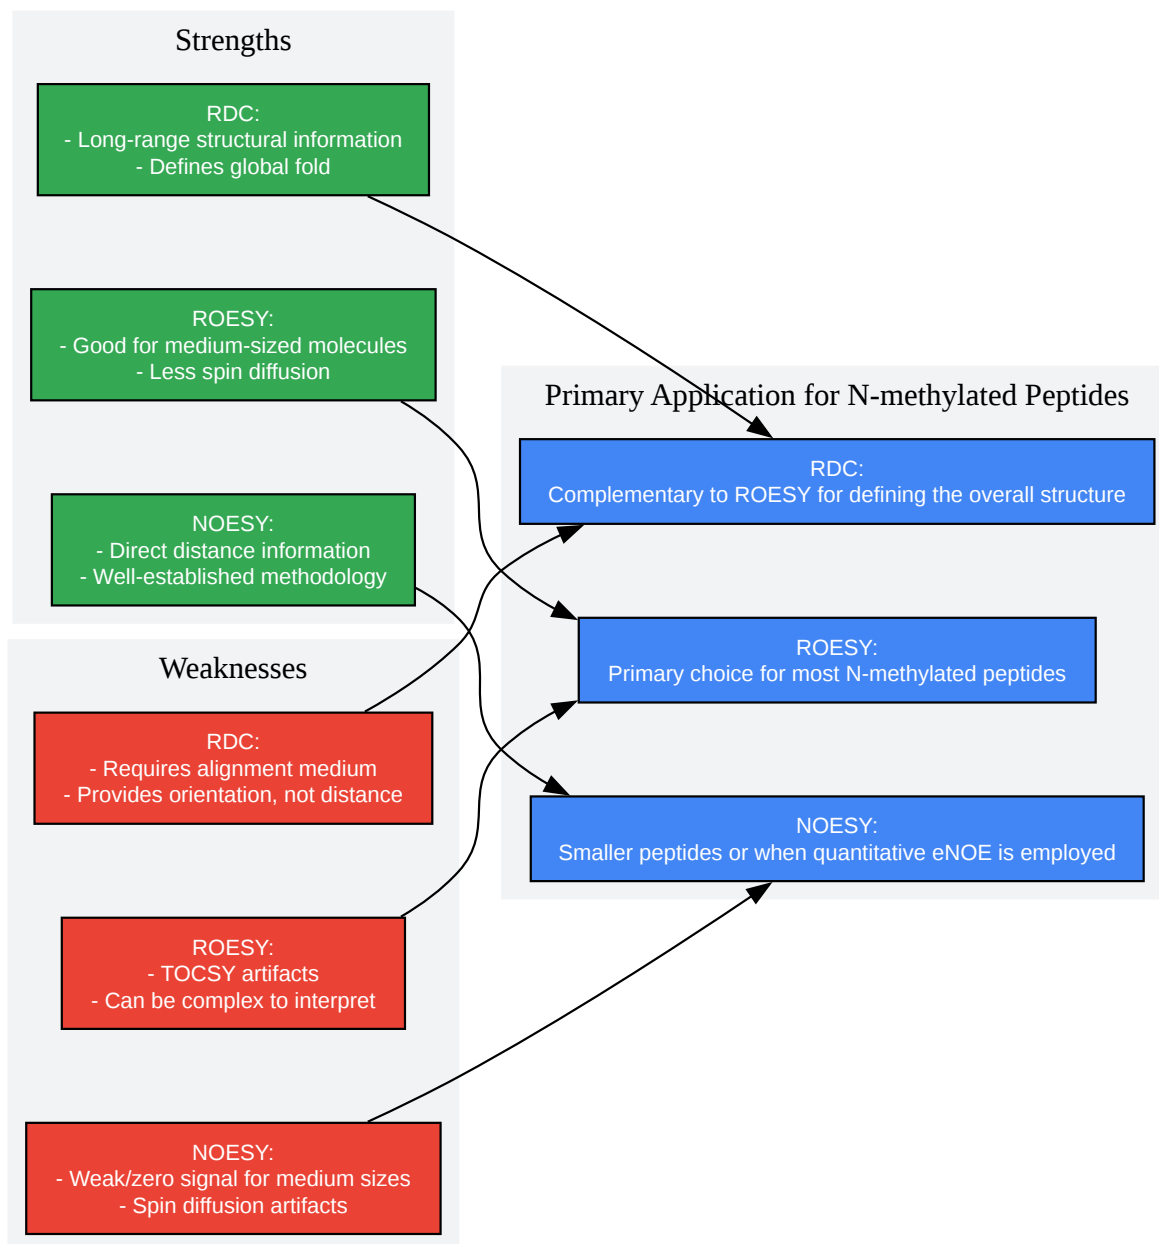 Strengths
RDC:
- Long-range structural information
- Defines global fold
ROESY:
- Good for medium-sized molecules
- Less spin diffusion
NOESY:
- Direct distance information
- Well-established methodology
Weaknesses
RDC:
- Requires alignment medium
- Provides orientation, not distance
ROESY:
- TOCSY artifacts
- Can be complex to interpret
NOESY:
- Weak/zero signal for medium sizes
- Spin diffusion artifacts
Primary Application for N-methylated Peptides
RDC:
Complementary to ROESY for defining the overall structure
ROESY:
Primary choice for most N-methylated peptides
NOESY:
Smaller peptides or when quantitative eNOE is employed